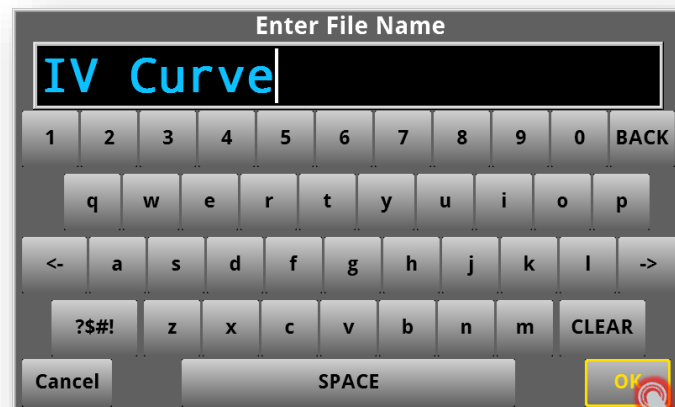 Enter File Name
IV Curve
1 2 3 4 5 6 7 8 9 0 BACK
q w e r t y u i o p
<- a s d f g h j k l ->
?$#! z x c v b n m CLEAR
Cancel SPACE OK